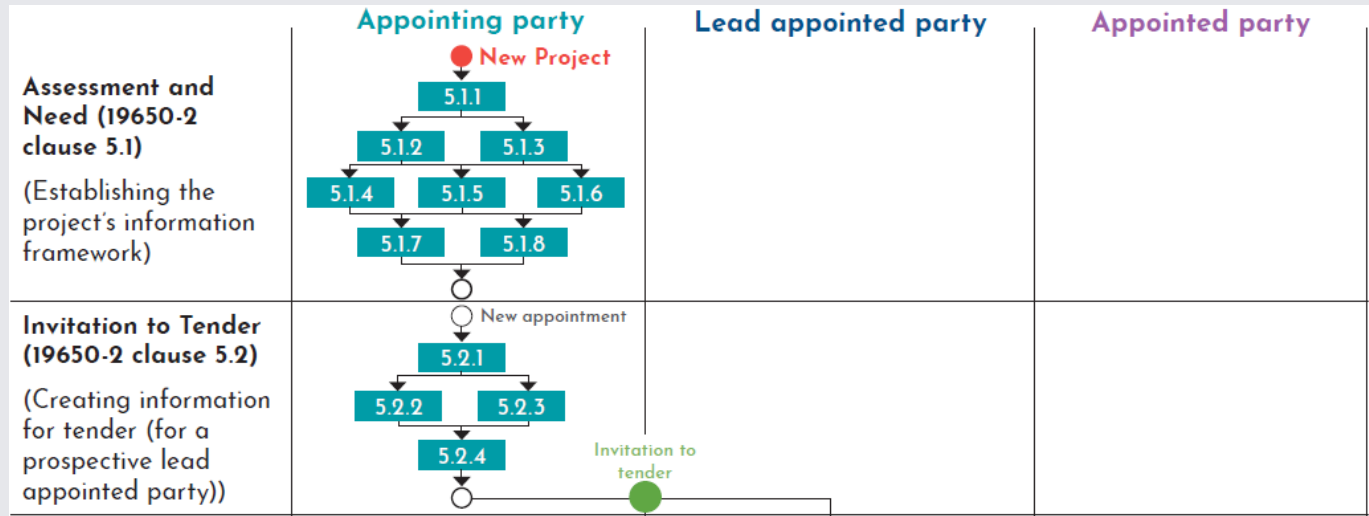 Appointing party
Lead appointed party
Appointed party
New Project
Assessment and
Need (19650-2
clause 5.1)
(Establishing the
project's information
framework)
5.1.1
5.1.2
5.1.3
5.1.4
5.1.5
5.1.6
5.1.7
5.1.8
Invitation to Tender
(19650-2 clause 5.2)
(Creating information
for tender (for a
prospective lead
appointed party))
New appointment
5.2.1
5.2.2
5.2.3
5.2.4
Invitation to
tender